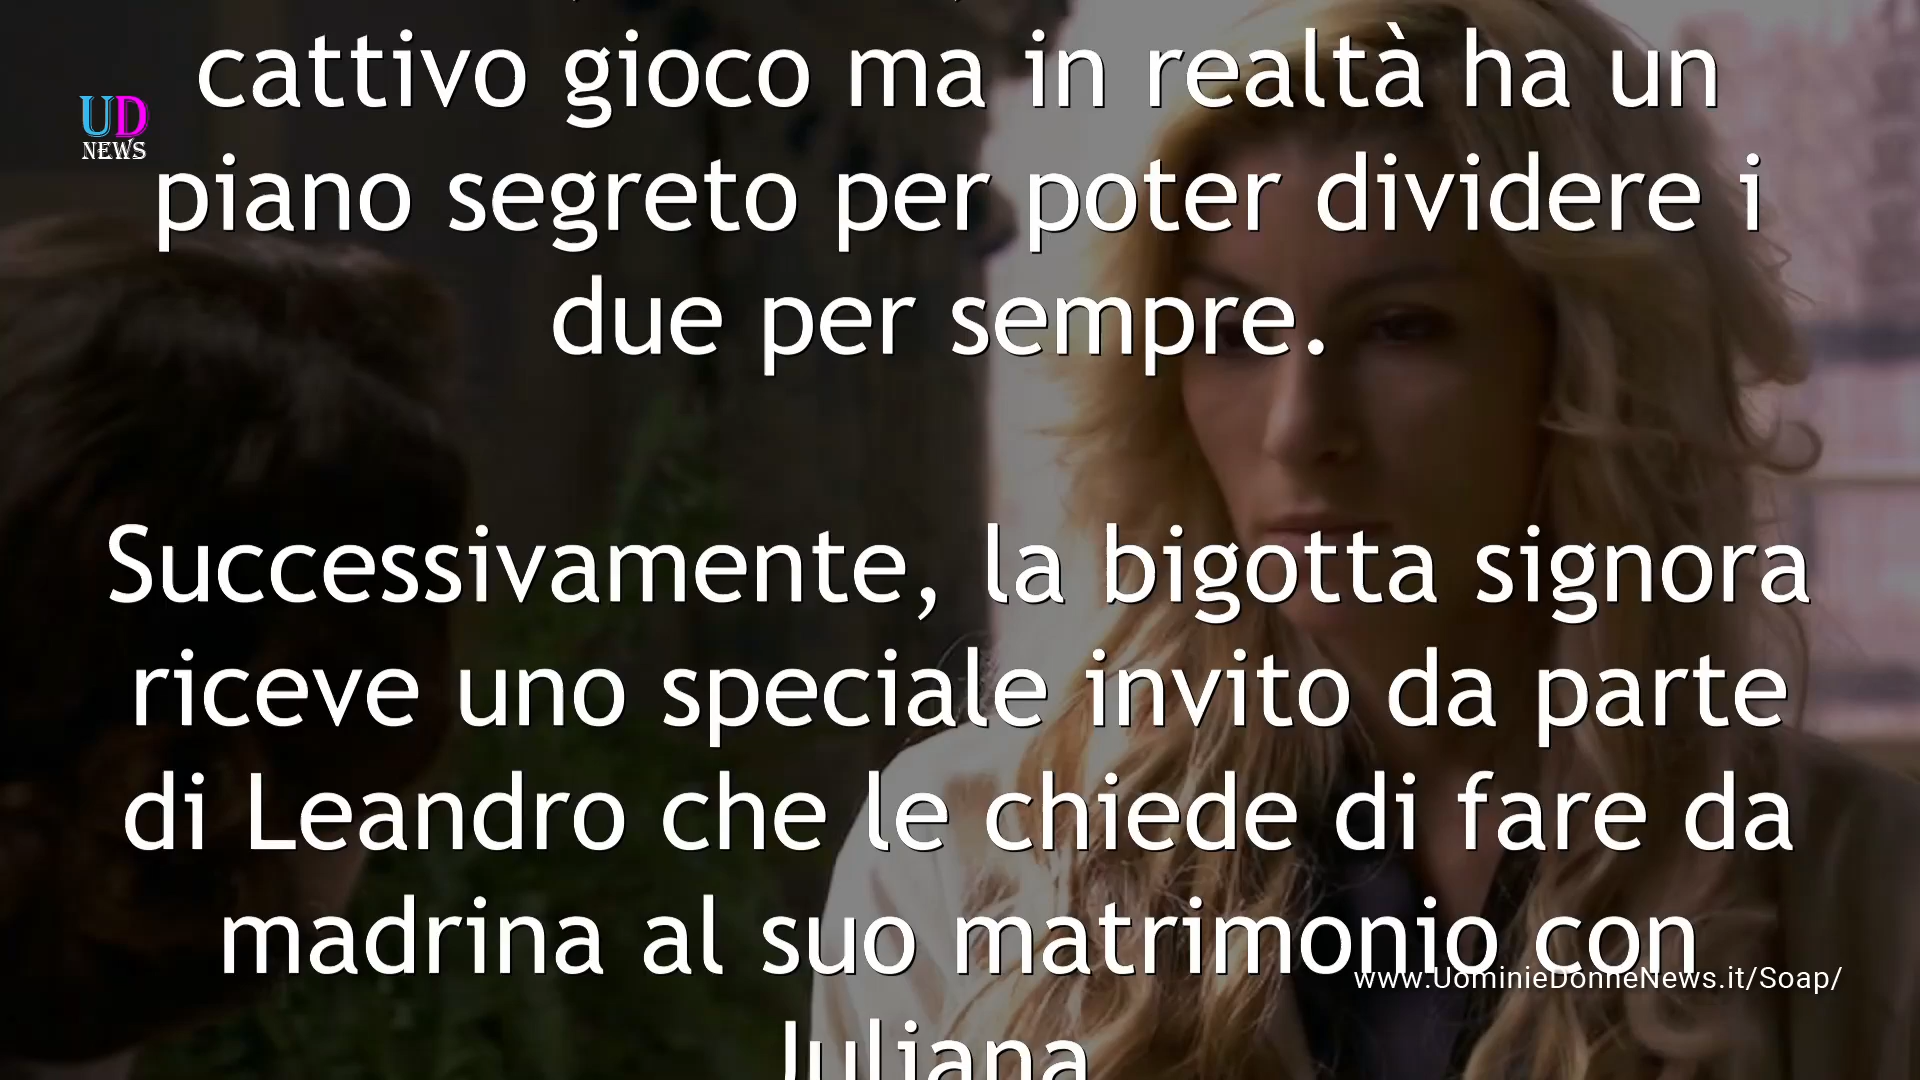 cattivo gioco ma in realtà ha un
UD
NEWS
piano segreto per poter dividere i
due per sempre.
Successivamente, la bigotta signora
riceve uno speciale invito da parte
di Leandro che le chiede di fare da
madrina al suo matrimonio con
www.UominieDonneNews.it/Soap/
Juliana